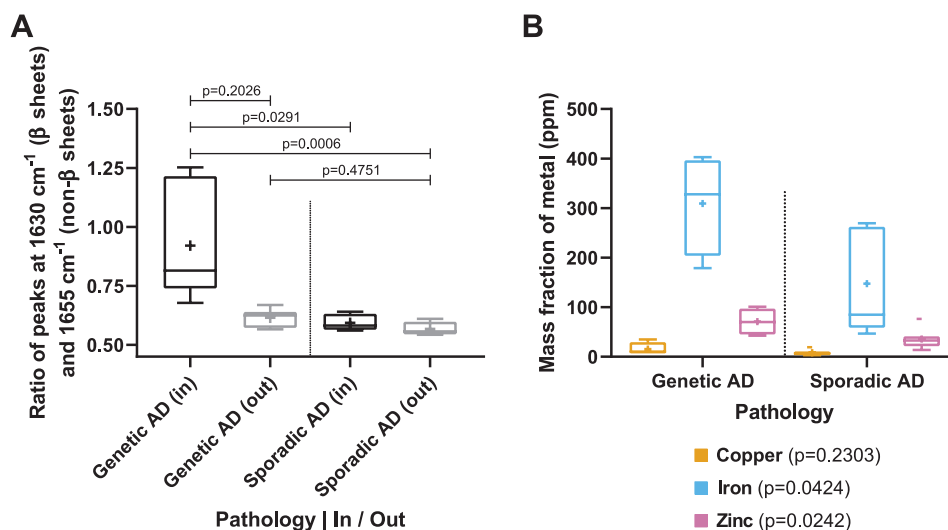 A
Ratio of peaks at 1630 cm⁻¹ (β sheets)
and 1655 cm⁻¹ (non-β sheets)
1.50
1.25
1.00
0.75
0.50
p=0.2026
p=0.0291
p=0.0006
p=0.4751
Genetic AD (in)
Genetic AD (out)
Sporadic AD (in)
Sporadic AD (out)
Pathology | In / Out
B
Mass fraction of metal (ppm)
500
400
300
200
100
0
Genetic AD
Sporadic AD
Pathology
Copper (p=0.2303)
Iron (p=0.0424)
Zinc (p=0.0242)